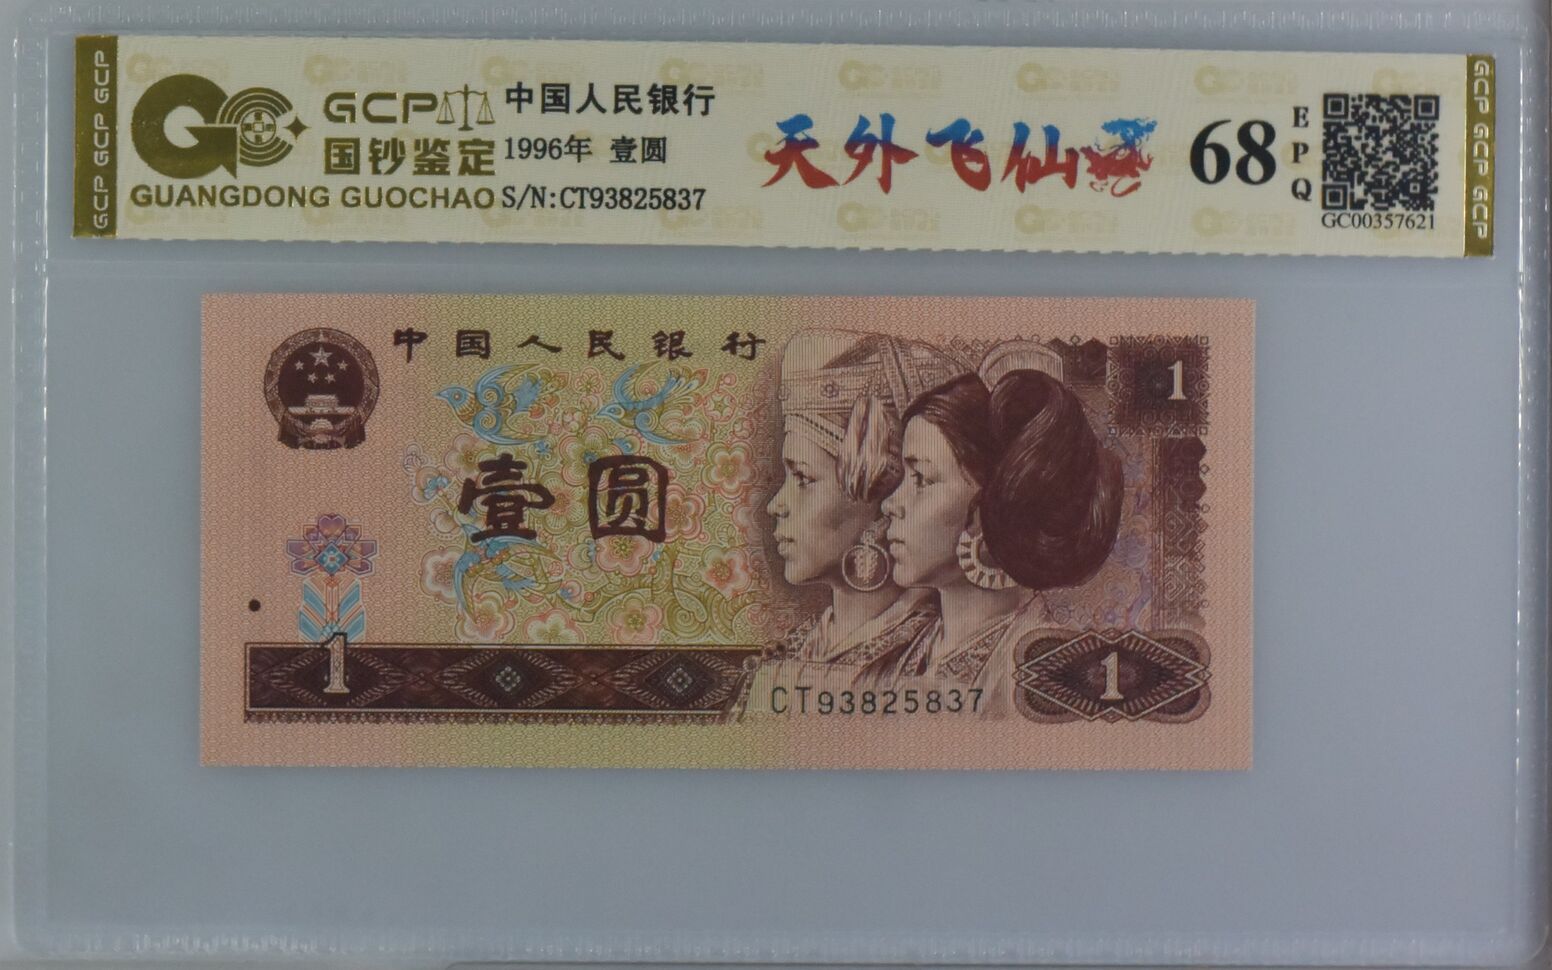 GCP GCP GCP
GCP
国钞鉴定
GUANGDONG GUOCHAO
中国人民银行
1996年 壹圆
S/N:CT93825837
天外飞仙
68
EPQ
GC00357621
GCP GCP GCP
中国人民银行
1
壹圆
1
CT93825837
1